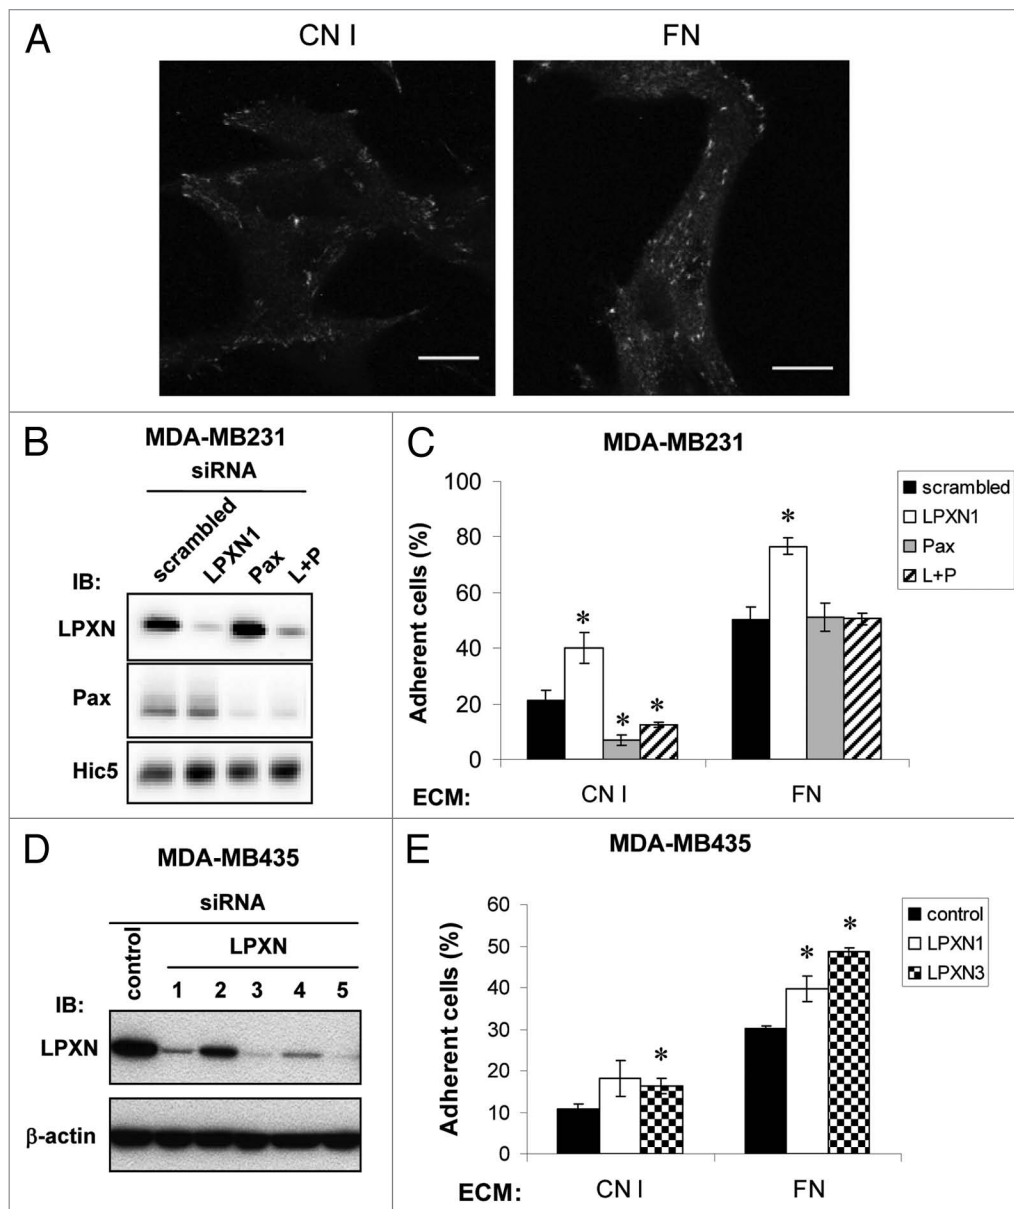 A
CN I
FN
B
MDA-MB231
siRNA
scrambled
LPXN1
Pax
L+P
IB:
LPXN
Pax
Hic5
C
MDA-MB231
Adherent cells (%)
100
80
60
40
20
0
*
*
*
*
scrambled
LPXN1
Pax
L+P
ECM:
CN I
FN
D
MDA-MB435
siRNA
control
LPXN
1 2 3 4 5
IB:
LPXN
β-actin
E
MDA-MB435
Adherent cells (%)
60
50
40
30
20
10
0
*
*
*
control
LPXN1
LPXN3
ECM:
CN I
FN